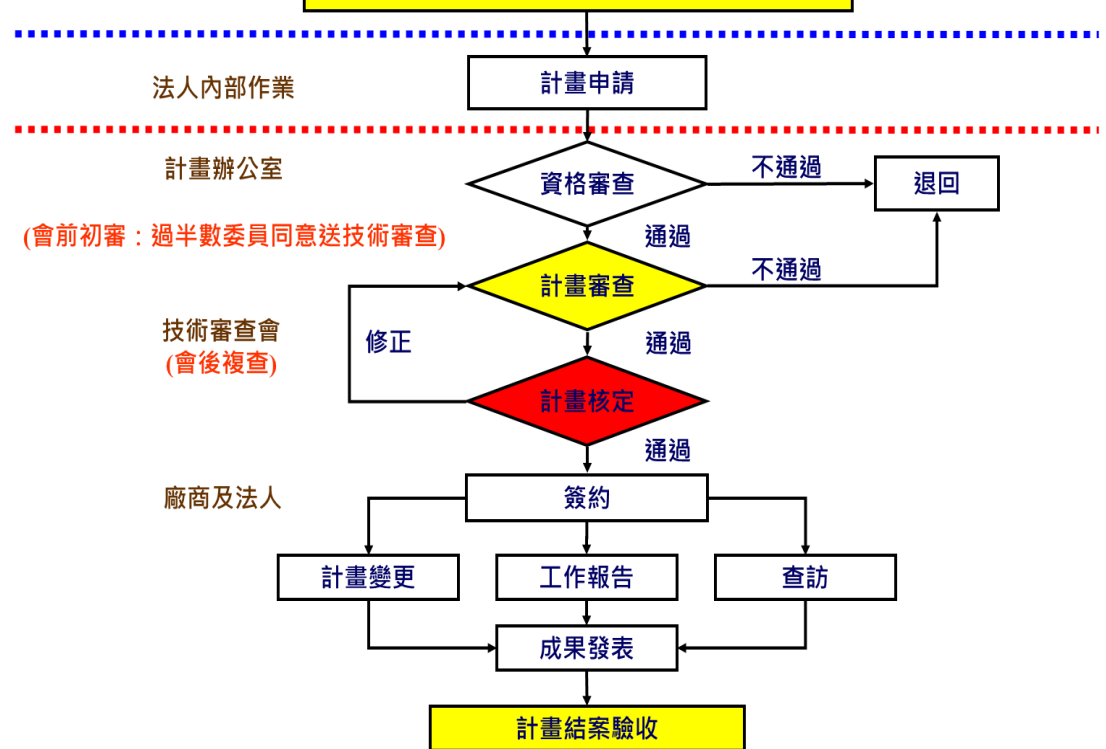 法人內部作業
計畫申請
計畫辦公室
資格審查
不通過
退回
(會前初審：過半數委員同意送技術審查)
通過
計畫審查
不通過
技術審查會
(會後複查)
修正
通過
計畫核定
通過
廠商及法人
簽約
計畫變更
工作報告
查訪
成果發表
計畫結案驗收